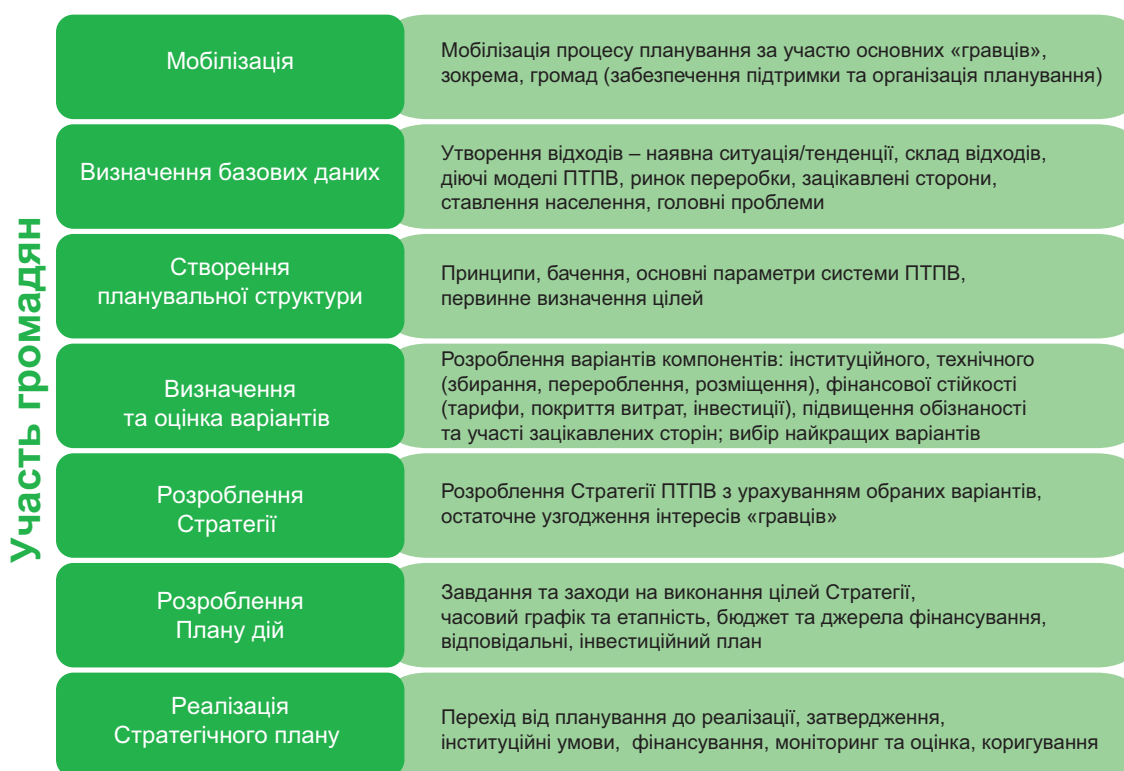 Участь громадян
Мобілізація
Мобілізація процесу планування за участю основних «гравців»,
зокрема, громад (забезпечення підтримки та організація планування)
Визначення базових даних
Утворення відходів – наявна ситуація/тенденції, склад відходів,
діючі моделі ПТПВ, ринок переробки, зацікавлені сторони,
ставлення населення, головні проблеми
Створення
планувальної структури
Принципи, бачення, основні параметри системи ПТПВ,
первинне визначення цілей
Визначення
та оцінка варіантів
Розроблення варіантів компонентів: інституційного, технічного
(збирання, перероблення, розміщення), фінансової стійкості
(тарифи, покриття витрат, інвестиції), підвищення обізнаності
та участі зацікавлених сторін; вибір найкращих варіантів
Розроблення
Стратегії
Розроблення Стратегії ПТПВ з урахуванням обраних варіантів,
остаточне узгодження інтересів «гравців»
Розроблення
Плану дій
Завдання та заходи на виконання цілей Стратегії,
часовий графік та етапність, бюджет та джерела фінансування,
відповідальні, інвестиційний план
Реалізація
Стратегічного плану
Перехід від планування до реалізації, затвердження,
інституційні умови, фінансування, моніторинг та оцінка, коригування